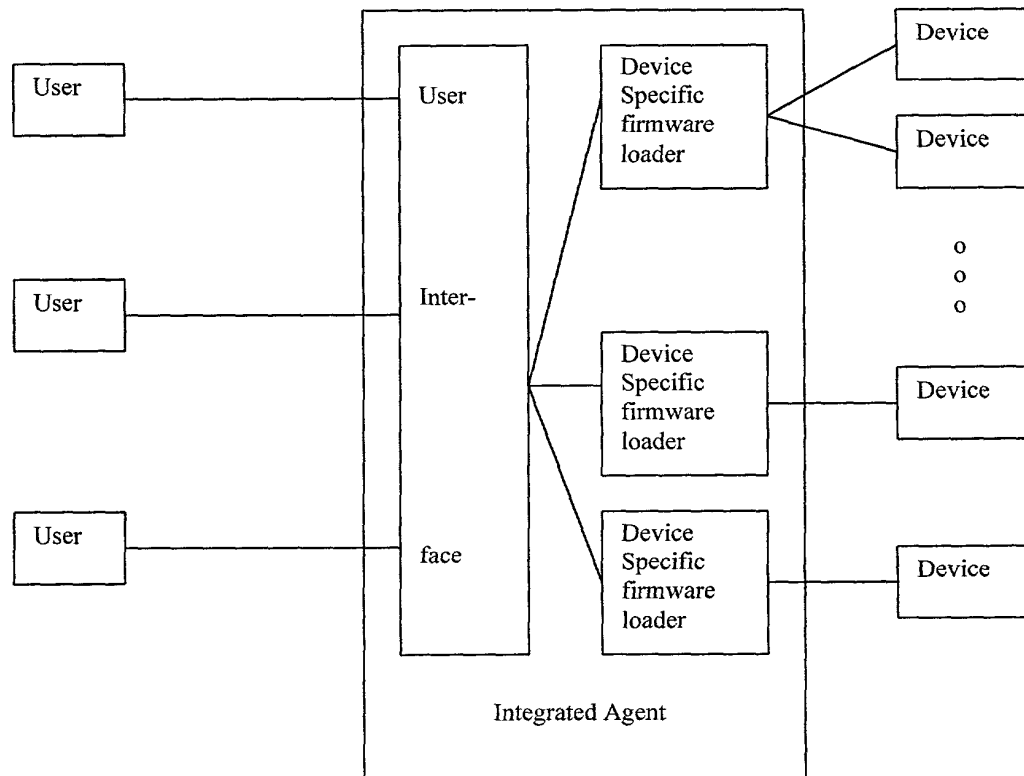 User
User
User
User
Inter-
face
Device
Specific
firmware
loader
Device
Specific
firmware
loader
Device
Specific
firmware
loader
Integrated Agent
Device
Device
o
o
o
Device
Device